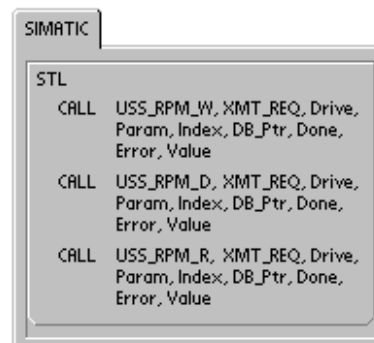 SIMATIC
STL
CALL USS_RPM_W, XMT_REQ, Drive,
Param, Index, DB_Ptr, Done,
Error, Value
CALL USS_RPM_D, XMT_REQ, Drive,
Param, Index, DB_Ptr, Done,
Error, Value
CALL USS_RPM_R, XMT_REQ, Drive,
Param, Index, DB_Ptr, Done,
Error, Value